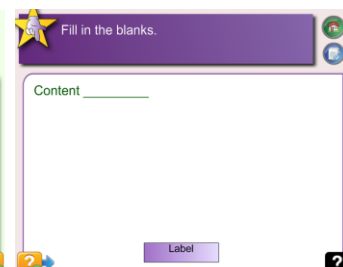 Fill in the blanks.
Content _________
Label
?
?